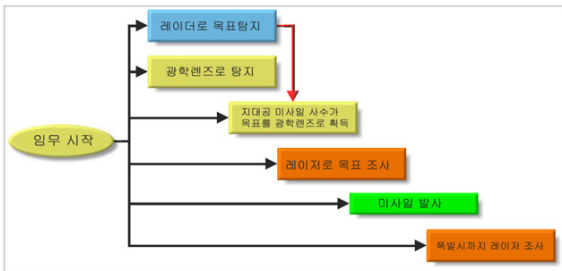 레이더로 목표탐지
광학렌즈로 탐지
지대공 미사일 사수가
목표를 광학렌즈로 획득
임무 시작
레이저로 목표 조사
미사일 발사
폭발시까지 레이저 조사